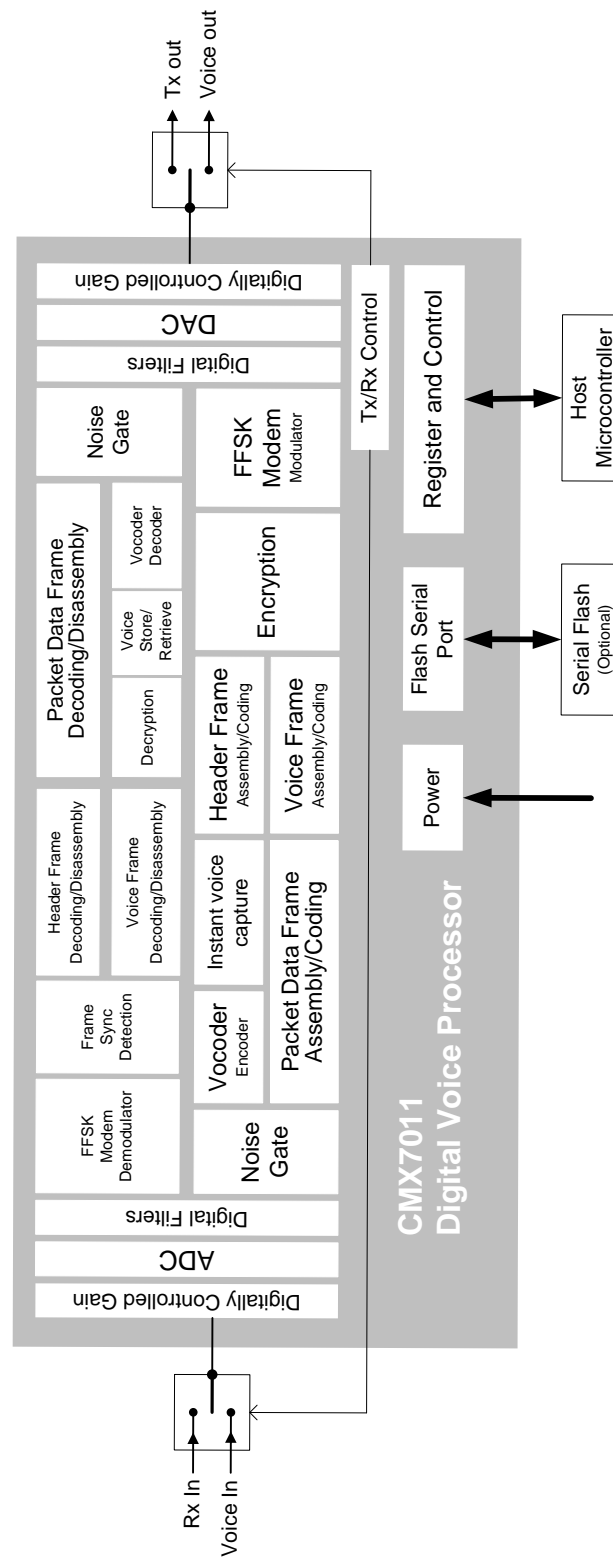 Rx In
Voice In
Digitally Controlled Gain
ADC
Digital Filters
FFSK
Modem
Demodulator
Frame
Sync
Detection
Header Frame
Decoding/Disassembly
Voice Frame
Decoding/Disassembly
Packet Data Frame
Decoding/Disassembly
Decryption
Voice
Store/
Retrieve
Vocoder
Decoder
Noise
Gate
Noise
Gate
Vocoder
Encoder
Instant voice
capture
Packet Data Frame
Assembly/Coding
Header Frame
Assembly/Coding
Voice Frame
Assembly/Coding
Encryption
FFSK
Modem
Modulator
Digital Filters
DAC
Digitally Controlled Gain
Tx out
Voice out
Tx/Rx Control
CMX7011
Digital Voice Processor
Power
Flash Serial
Port
Register and Control
Serial Flash
(Optional)
Host
Microcontroller